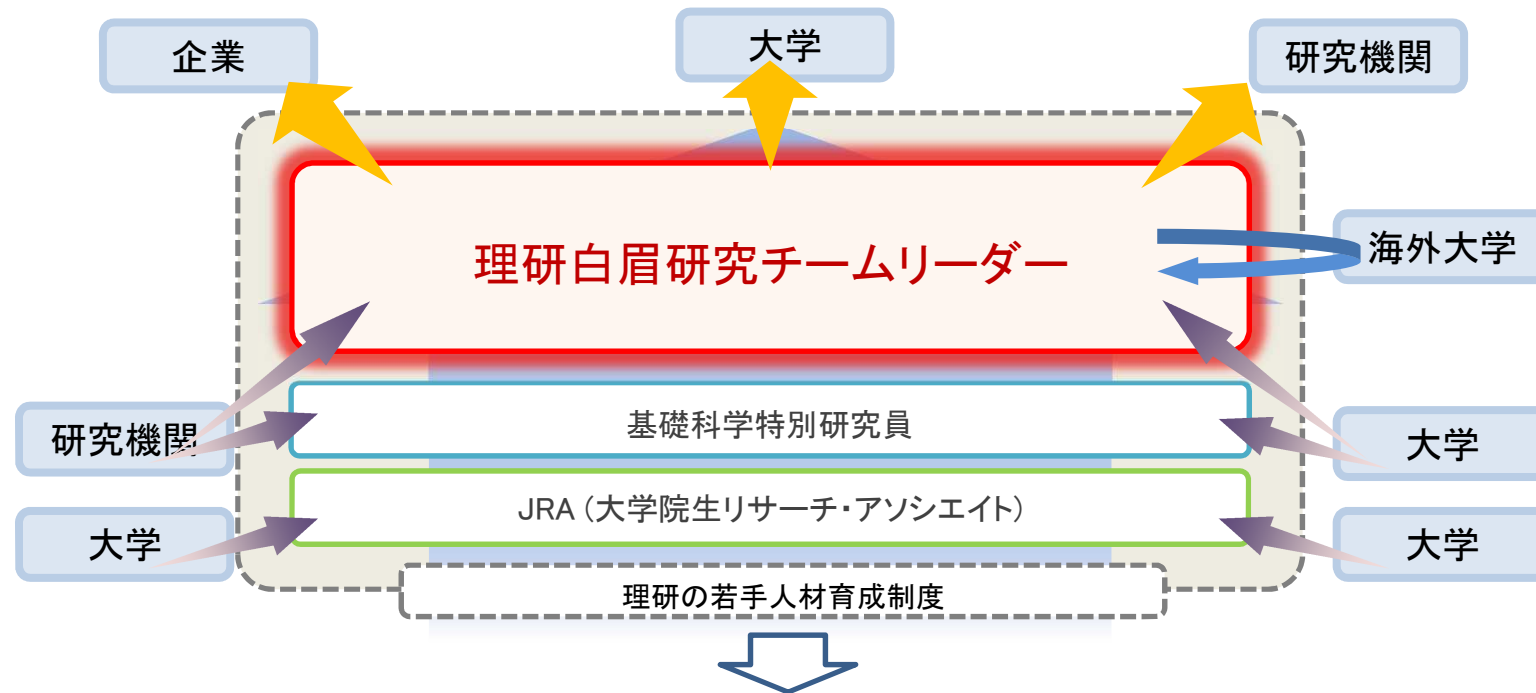 企業
大学
研究機関
理研白眉研究チームリーダー
海外大学
研究機関
基礎科学特別研究員
大学
大学
JRA（大学院生リサーチ・アソシエイト）
大学
理研の若手人材育成制度